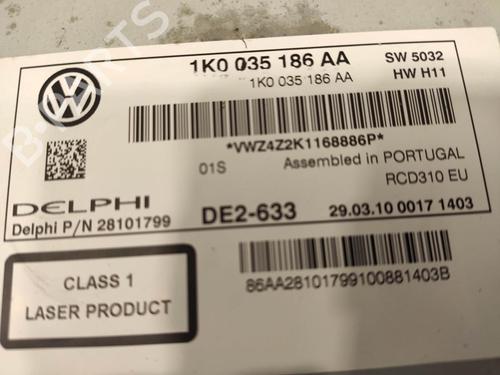 1K0 035 186 AA
1K0 035 186 AA
SW 5032
HW H11
*VWZ4Z2K1168886P*
01S
Assembled in PORTUGAL
RCD310 EU
DELPHI
Delphi P/N 28101799
DE2-633
29.03.10 0017 1403
CLASS 1
LASER PRODUCT
86AA28101799100881403B
B-PARTS